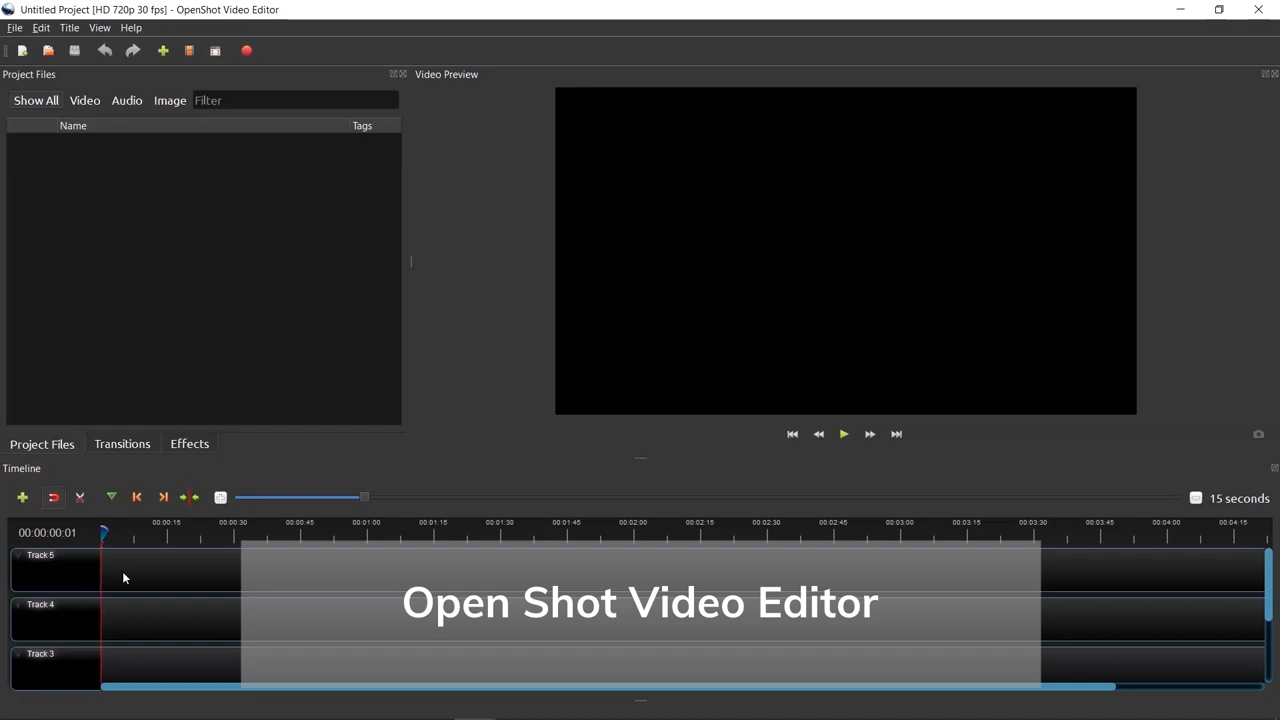 Untitled Project [HD 720p 30 fps] - OpenShot Video Editor
File Edit Title View Help
Project Files
Video Preview
Show All Video Audio Image Filter
Name Tags
Project Files Transitions Effects
Timeline
15 seconds
00:00:00:01
00:00:15 00:00:30 00:00:45 00:01:00 00:01:15 00:01:30 00:01:45 00:02:00 00:02:15 00:02:30 00:02:45 00:03:00 00:03:15 00:03:30 00:03:45 00:04:00 00:04:15
Track 5
Track 4
Track 3
Open Shot Video Editor